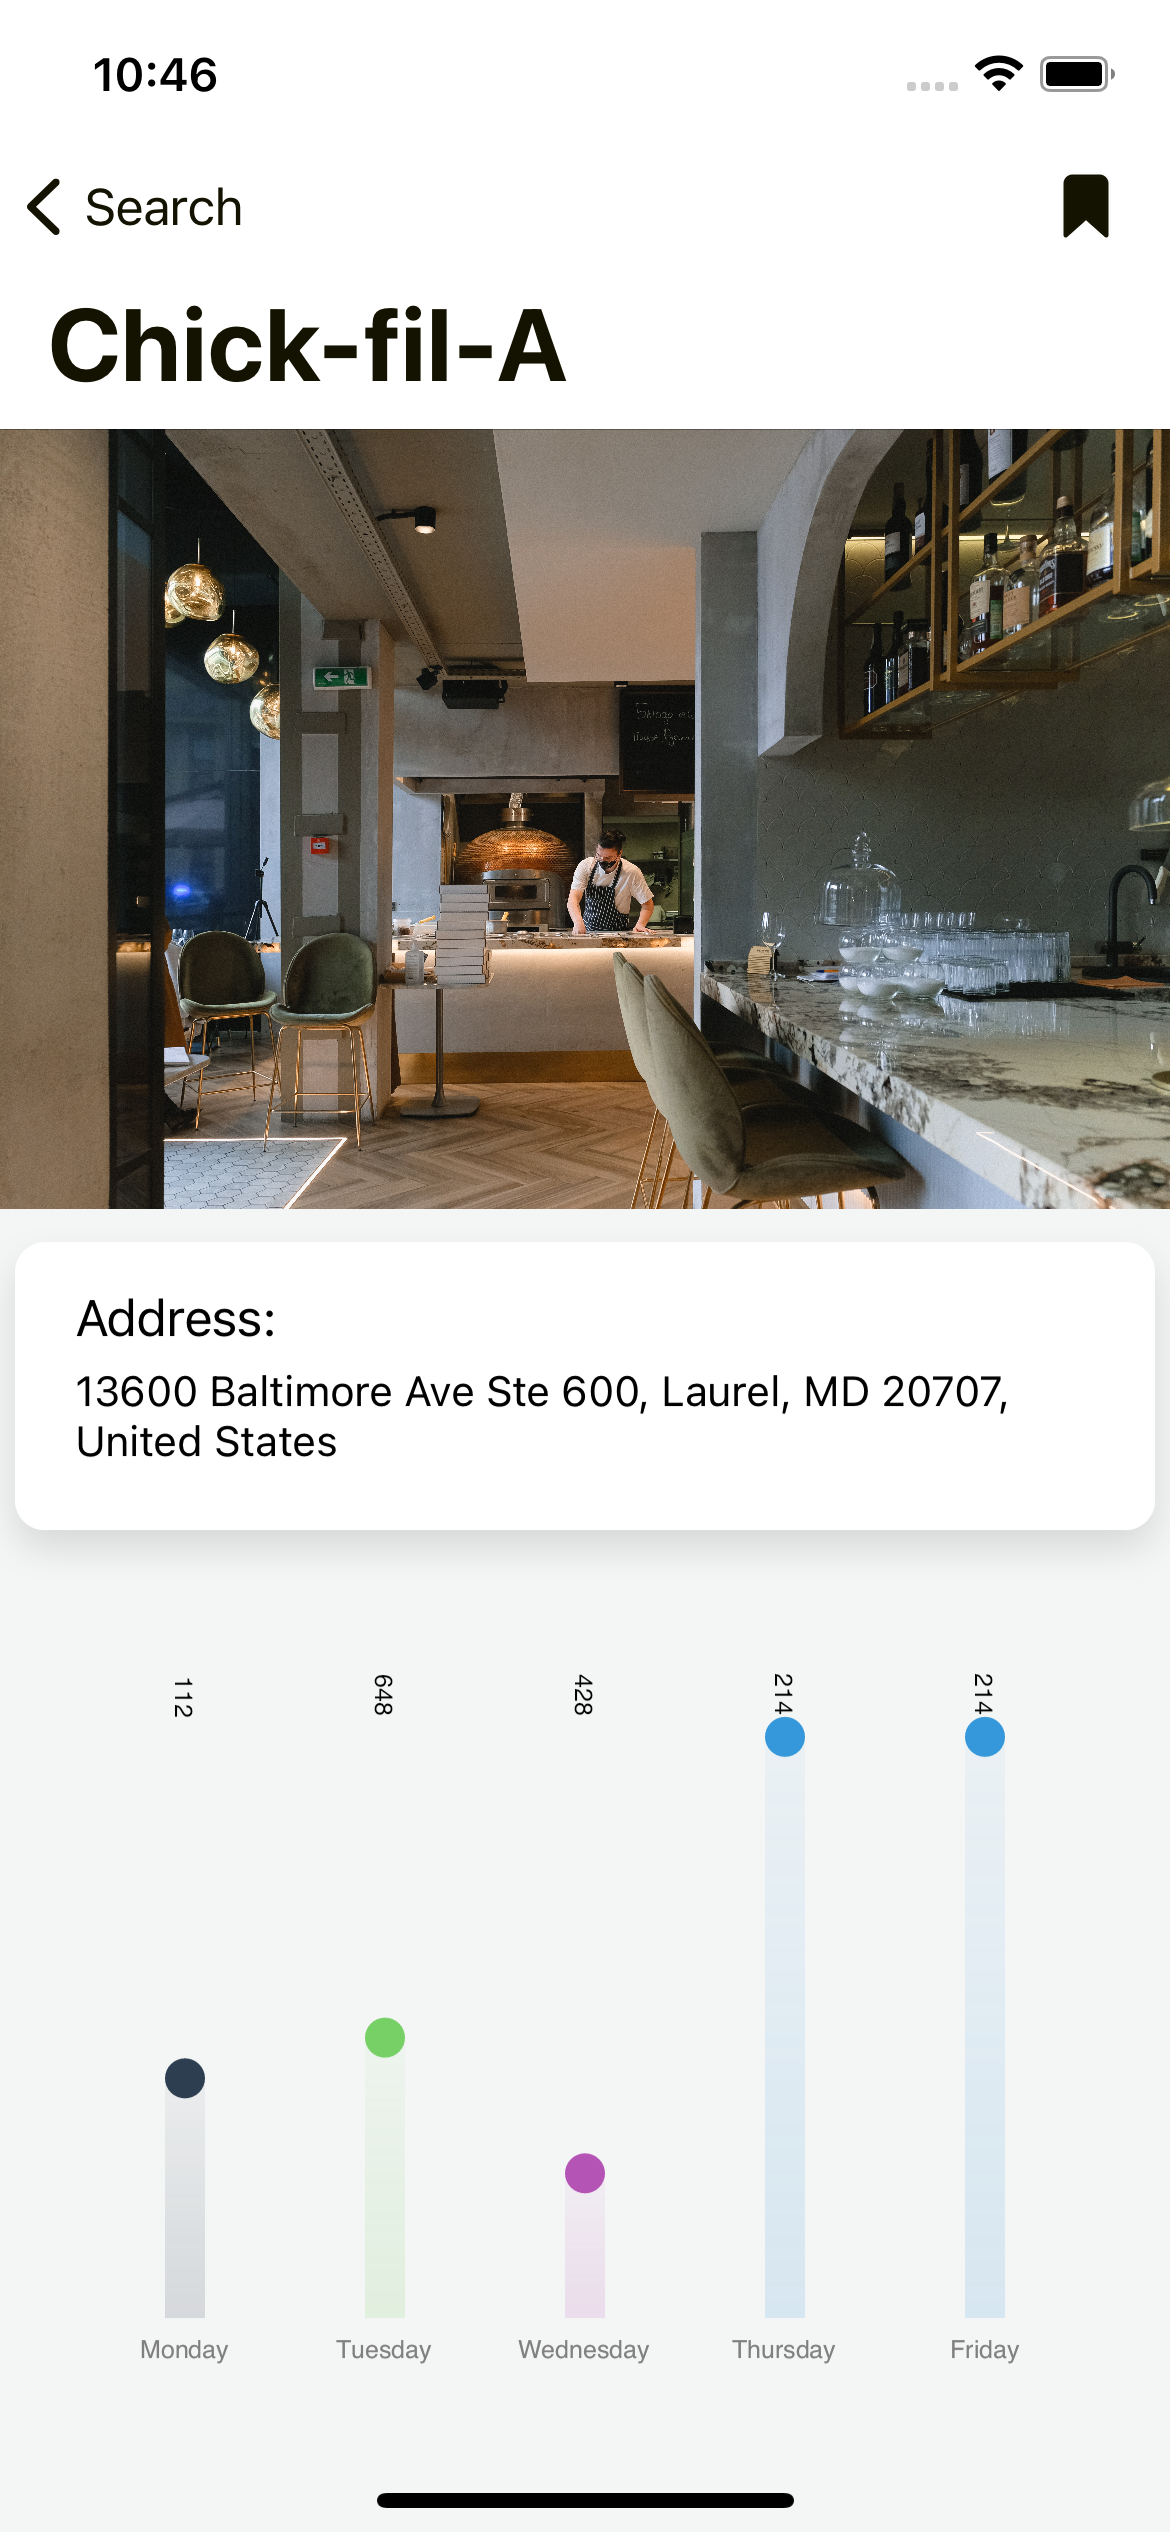 10:46
Search
Chick-fil-A
Address:
13600 Baltimore Ave Ste 600, Laurel, MD 20707,
United States
112 648 428 214 214
Monday Tuesday Wednesday Thursday Friday